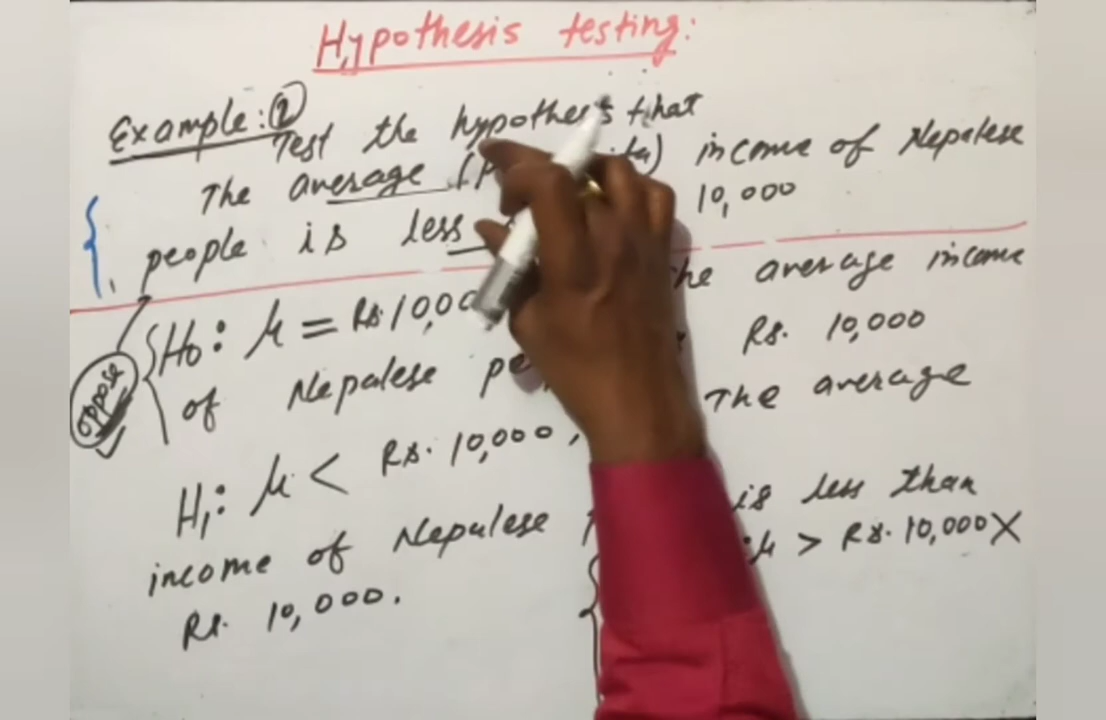 Hypothesis testing:
Example: 2
Test the hypothesis that
The average income of Nepalese
people is less 10,000
H0: μ = Rs. 10,00 he average income
of Nepalese pe Rs. 10,000
H1: μ < Rs. 10,000, The average
income of Nepalese is less than
Rs. 10,000.
μ > Rs. 10,000 X
oppose